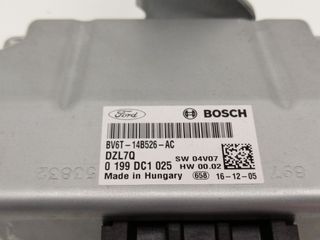 Ford BOSCH
BV6T-14B526-AC
DZL7Q SW 04V07
0 199 DC1 025 HW 00.02
Made in Hungary 658 16-12-05